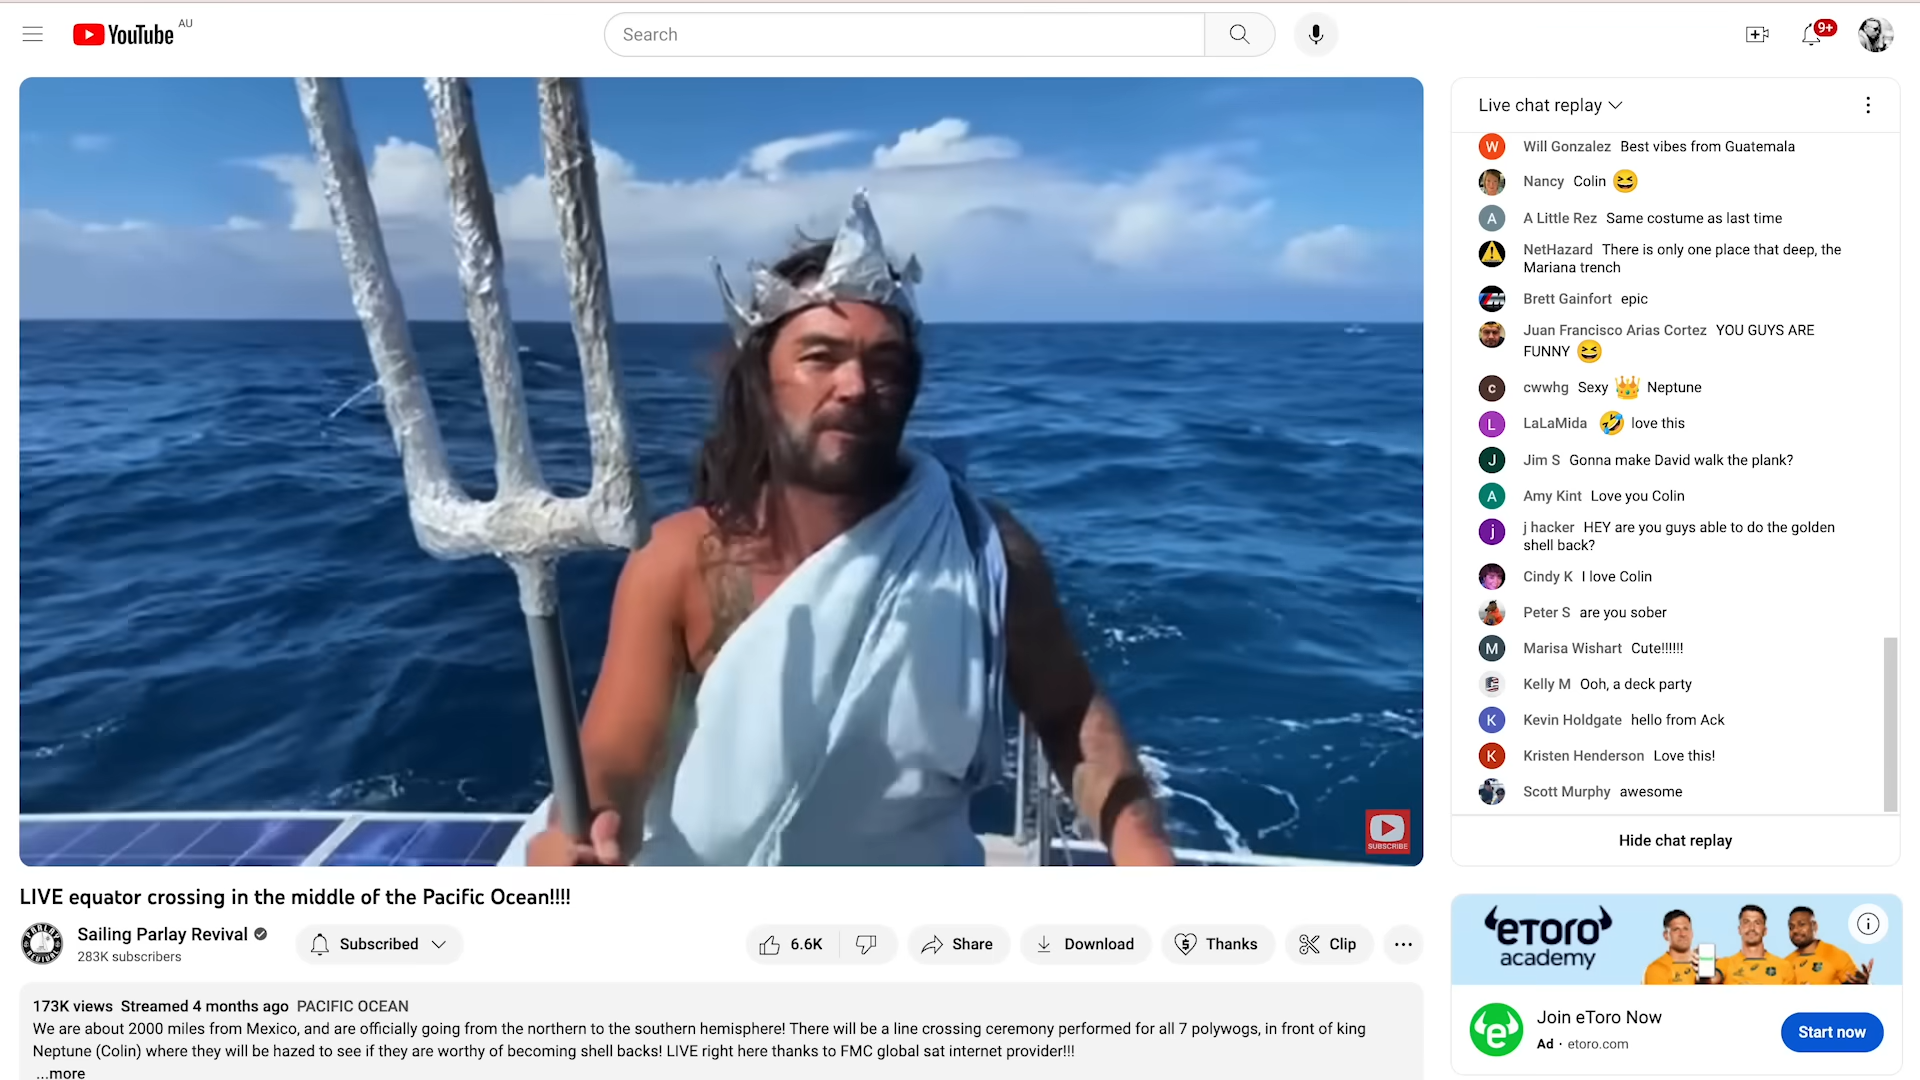 YouTube
AU
Search
9+
Live chat replay
W
Will Gonzalez Best vibes from Guatemala
Nancy Colin 😆
A
A Little Rez Same costume as last time
NetHazard There is only one place that deep, the
Mariana trench
Brett Gainfort epic
Juan Francisco Arias Cortez YOU GUYS ARE
FUNNY 😆
c
cwwhg Sexy 👑 Neptune
L
LaLaMida 🤣 love this
J
Jim S Gonna make David walk the plank?
A
Amy Kint Love you Colin
j
j hacker HEY are you guys able to do the golden
shell back?
Cindy K I love Colin
Peter S are you sober
M
Marisa Wishart Cute!!!!!!
Kelly M Ooh, a deck party
K
Kevin Holdgate hello from Ack
K
Kristen Henderson Love this!
Scott Murphy awesome
Hide chat replay
SUBSCRIBE
LIVE equator crossing in the middle of the Pacific Ocean!!!!
PARLAY
REVIVAL
Sailing Parlay Revival
283K subscribers
Subscribed
6.6K
Share
Download
Thanks
Clip
173K views Streamed 4 months ago PACIFIC OCEAN
We are about 2000 miles from Mexico, and are officially going from the northern to the southern hemisphere! There will be a line crossing ceremony performed for all 7 polywogs, in front of king
Neptune (Colin) where they will be hazed to see if they are worthy of becoming shell backs! LIVE right here thanks to FMC global sat internet provider!!!
...more
eTORO
academy
e
Join eToro Now
Ad · etoro.com
Start now